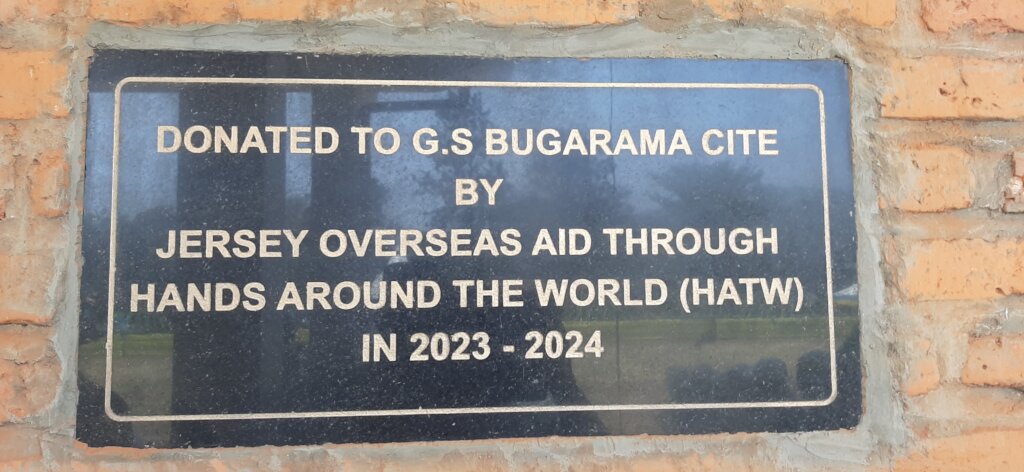 DONATED TO G.S BUGARAMA CITE
BY
JERSEY OVERSEAS AID THROUGH
HANDS AROUND THE WORLD (HATW)
IN 2023 - 2024